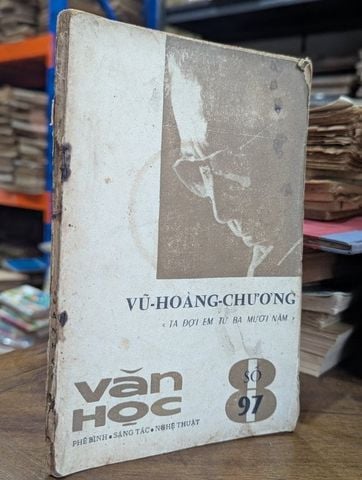 VŨ-HOÀNG-CHƯƠNG
‹ TA ĐỢI EM TỪ BA MƯƠI NĂM ›
VĂN
HỌC
PHÊ BÌNH • SÁNG TÁC • NGHỆ THUẬT
8
SỐ
97